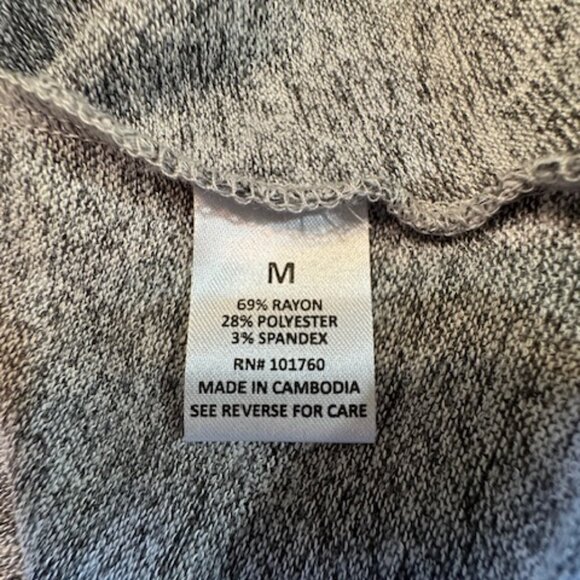 M
69% RAYON
28% POLYESTER
3% SPANDEX
RN# 101760
MADE IN CAMBODIA
SEE REVERSE FOR CARE